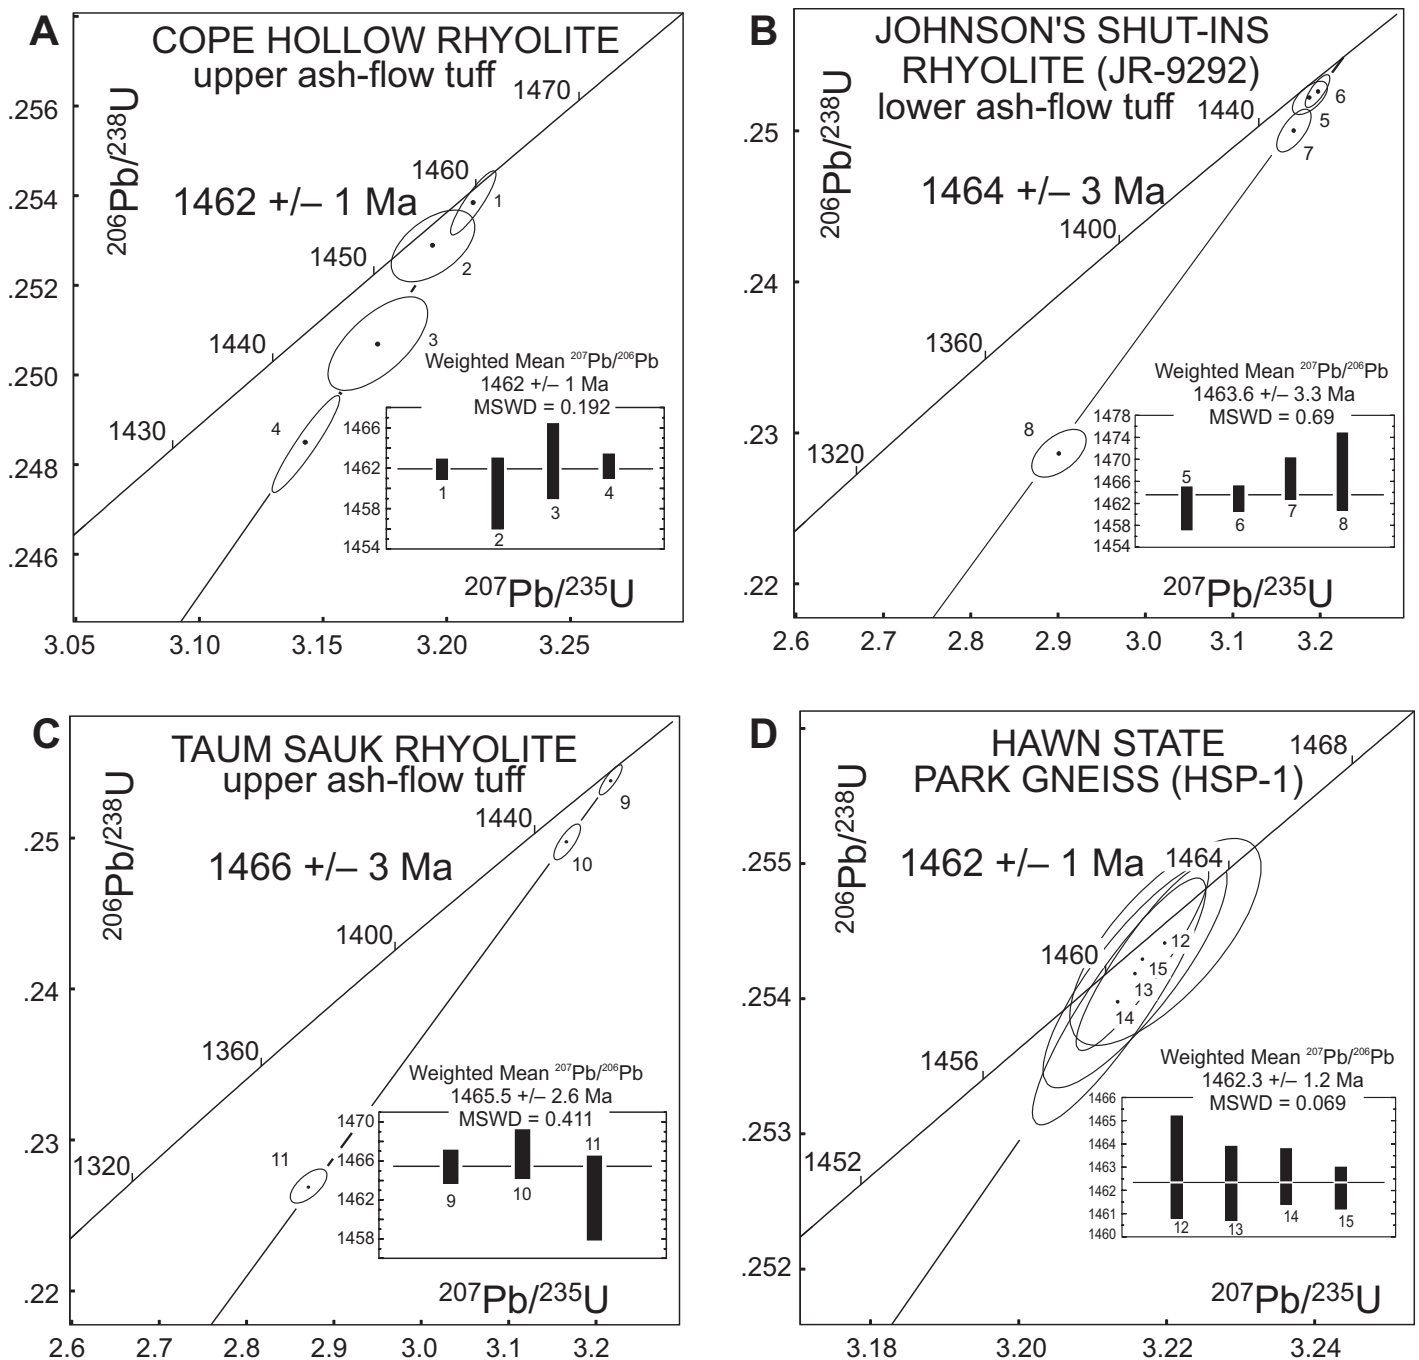 A
COPE HOLLOW RHYOLITE
upper ash-flow tuff
206Pb/238U
1462 +/– 1 Ma
.256
.254
.252
.250
.248
.246
1470
1460
1450
1440
1430
1
2
3
4
Weighted Mean 207Pb/206Pb
1462 +/– 1 Ma
MSWD = 0.192
1466
1462
1458
1454
1
2
3
4
207Pb/235U
3.05 3.10 3.15 3.20 3.25
B
JOHNSON'S SHUT-INS
RHYOLITE (JR-9292)
lower ash-flow tuff
206Pb/238U
1464 +/– 3 Ma
.25
.24
.23
.22
1440
1400
1360
1320
6
5
7
8
Weighted Mean 207Pb/206Pb
1463.6 +/– 3.3 Ma
MSWD = 0.69
1478
1474
1470
1466
1462
1458
1454
5
6
7
8
207Pb/235U
2.6 2.7 2.8 2.9 3.0 3.1 3.2
C
TAUM SAUK RHYOLITE
upper ash-flow tuff
206Pb/238U
1466 +/– 3 Ma
.25
.24
.23
.22
1440
1400
1360
1320
9
10
11
Weighted Mean 207Pb/206Pb
1465.5 +/– 2.6 Ma
MSWD = 0.411
1470
1466
1462
1458
9
10
11
207Pb/235U
2.6 2.7 2.8 2.9 3.0 3.1 3.2
D
HAWN STATE
PARK GNEISS (HSP-1)
206Pb/238U
1462 +/– 1 Ma
.255
.254
.253
.252
1468
1464
1460
1456
1452
12
15
13
14
Weighted Mean 207Pb/206Pb
1462.3 +/– 1.2 Ma
MSWD = 0.069
1466
1465
1464
1463
1462
1461
1460
12
13
14
15
207Pb/235U
3.18 3.20 3.22 3.24